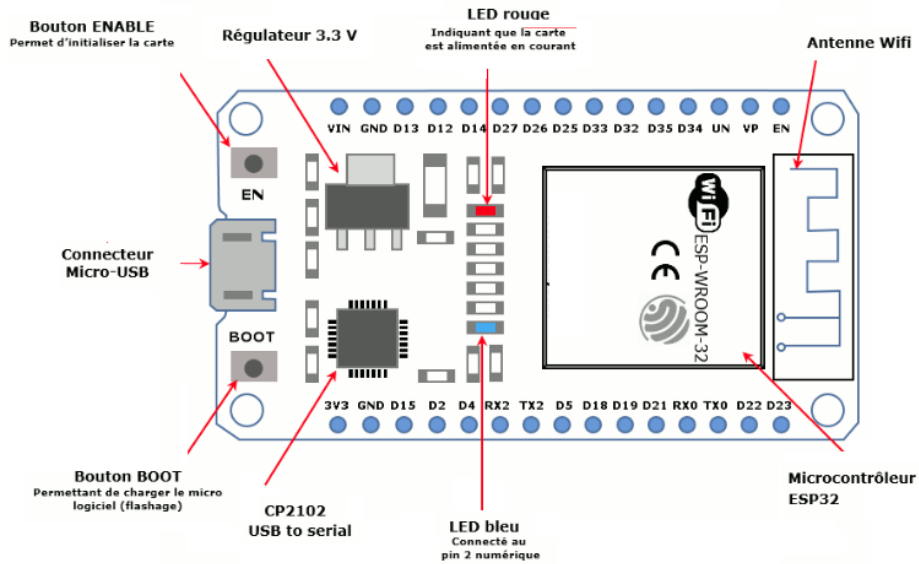 Bouton ENABLE
Permet d'initialiser la carte
Régulateur 3.3 V
LED rouge
Indiquant que la carte
est alimentée en courant
Antenne Wifi
VIN GND D13 D12 D14 D27 D26 D25 D33 D32 D35 D34 UN VP EN
EN
Connecteur
Micro-USB
WiFi
ESP-WROOM-32
CE
BOOT
3V3 GND D15 D2 D4 RX2 TX2 D5 D18 D19 D21 RX0 TX0 D22 D23
Bouton BOOT
Permettant de charger le micro
logiciel (flashage)
CP2102
USB to serial
LED bleu
Connecté au
pin 2 numérique
Microcontrôleur
ESP32